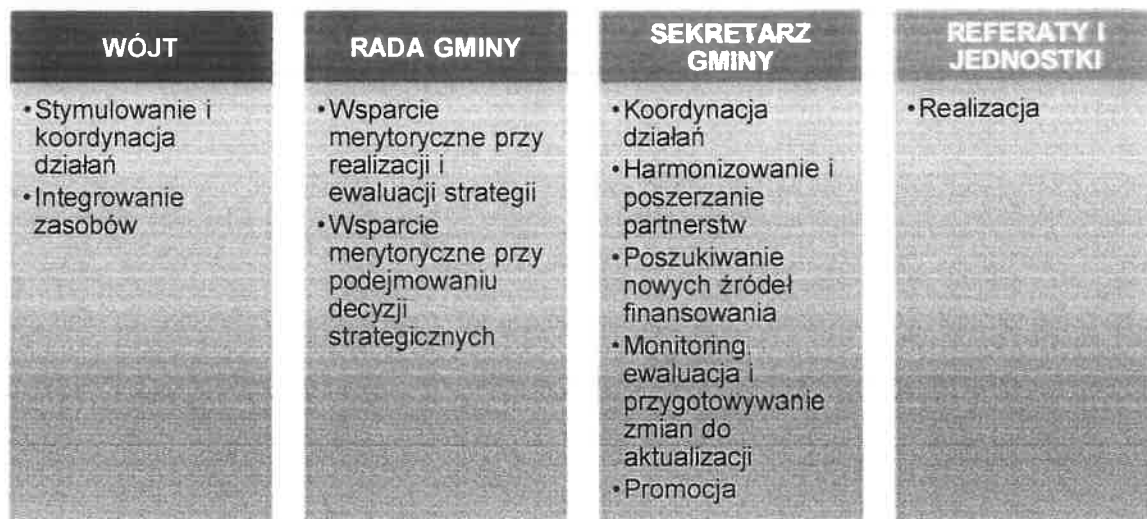 WÓJT
•Stymulowanie i
koordynacja
działań
•Integrowanie
zasobów
RADA GMINY
•Wsparcie
merytoryczne przy
realizacji i
ewaluacji strategii
•Wsparcie
merytoryczne przy
podejmowaniu
decyzji
strategicznych
SEKRETARZ
GMINY
•Koordynacja
działań
•Harmonizowanie i
poszerzanie
partnerstw
•Poszukiwanie
nowych źródeł
finansowania
•Monitoring,
ewaluacja i
przygotowywanie
zmian do
aktualizacji
•Promocja
REFERATY I
JEDNOSTKI
•Realizacja